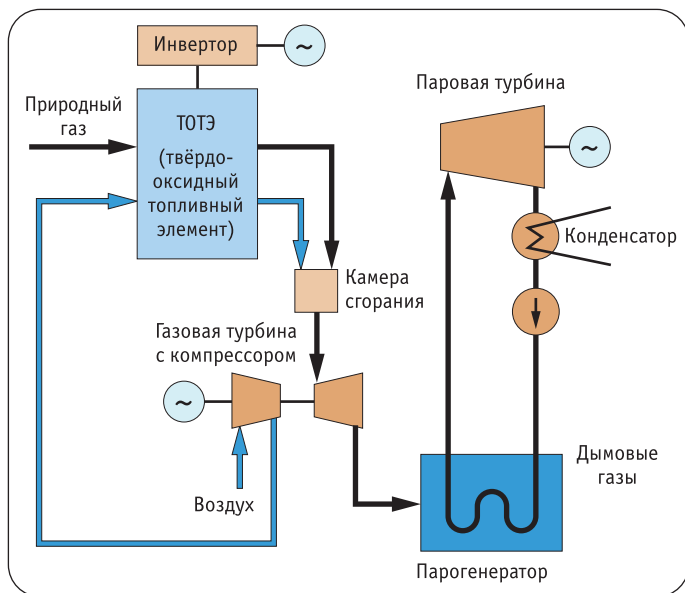 Инвертор
~
Природный
газ
ТОТЭ
(твёрдо-
оксидный
топливный
элемент)
Паровая турбина
~
Конденсатор
Камера
сгорания
Газовая турбина
с компрессором
~
Воздух
Дымовые
газы
Парогенератор